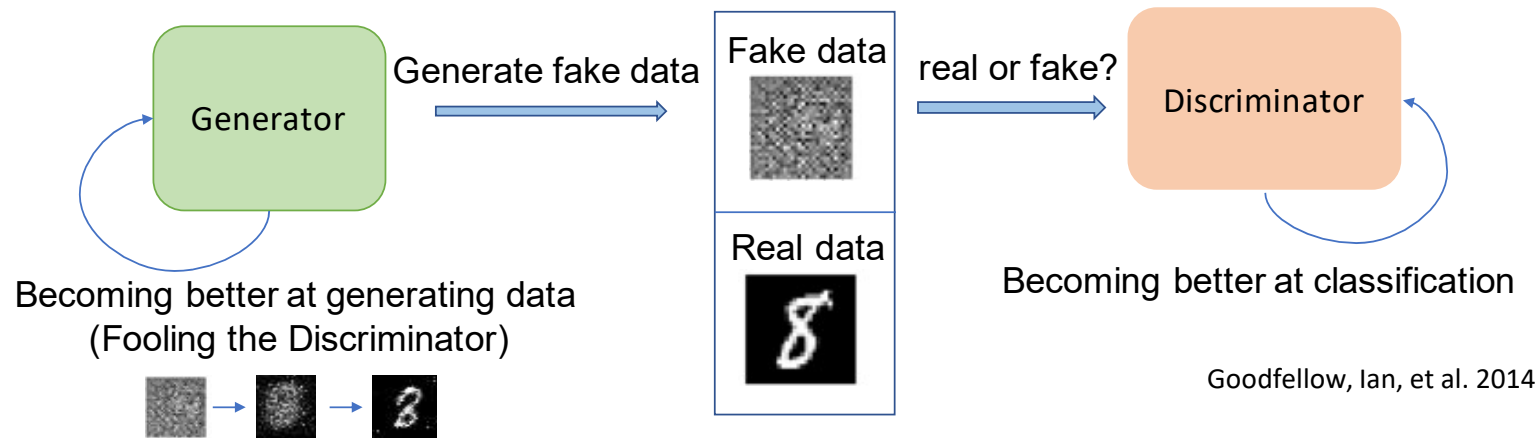 Generator
Generate fake data
Fake data
real or fake?
Discriminator
Real data
Becoming better at generating data
(Fooling the Discriminator)
Becoming better at classification
Goodfellow, Ian, et al. 2014